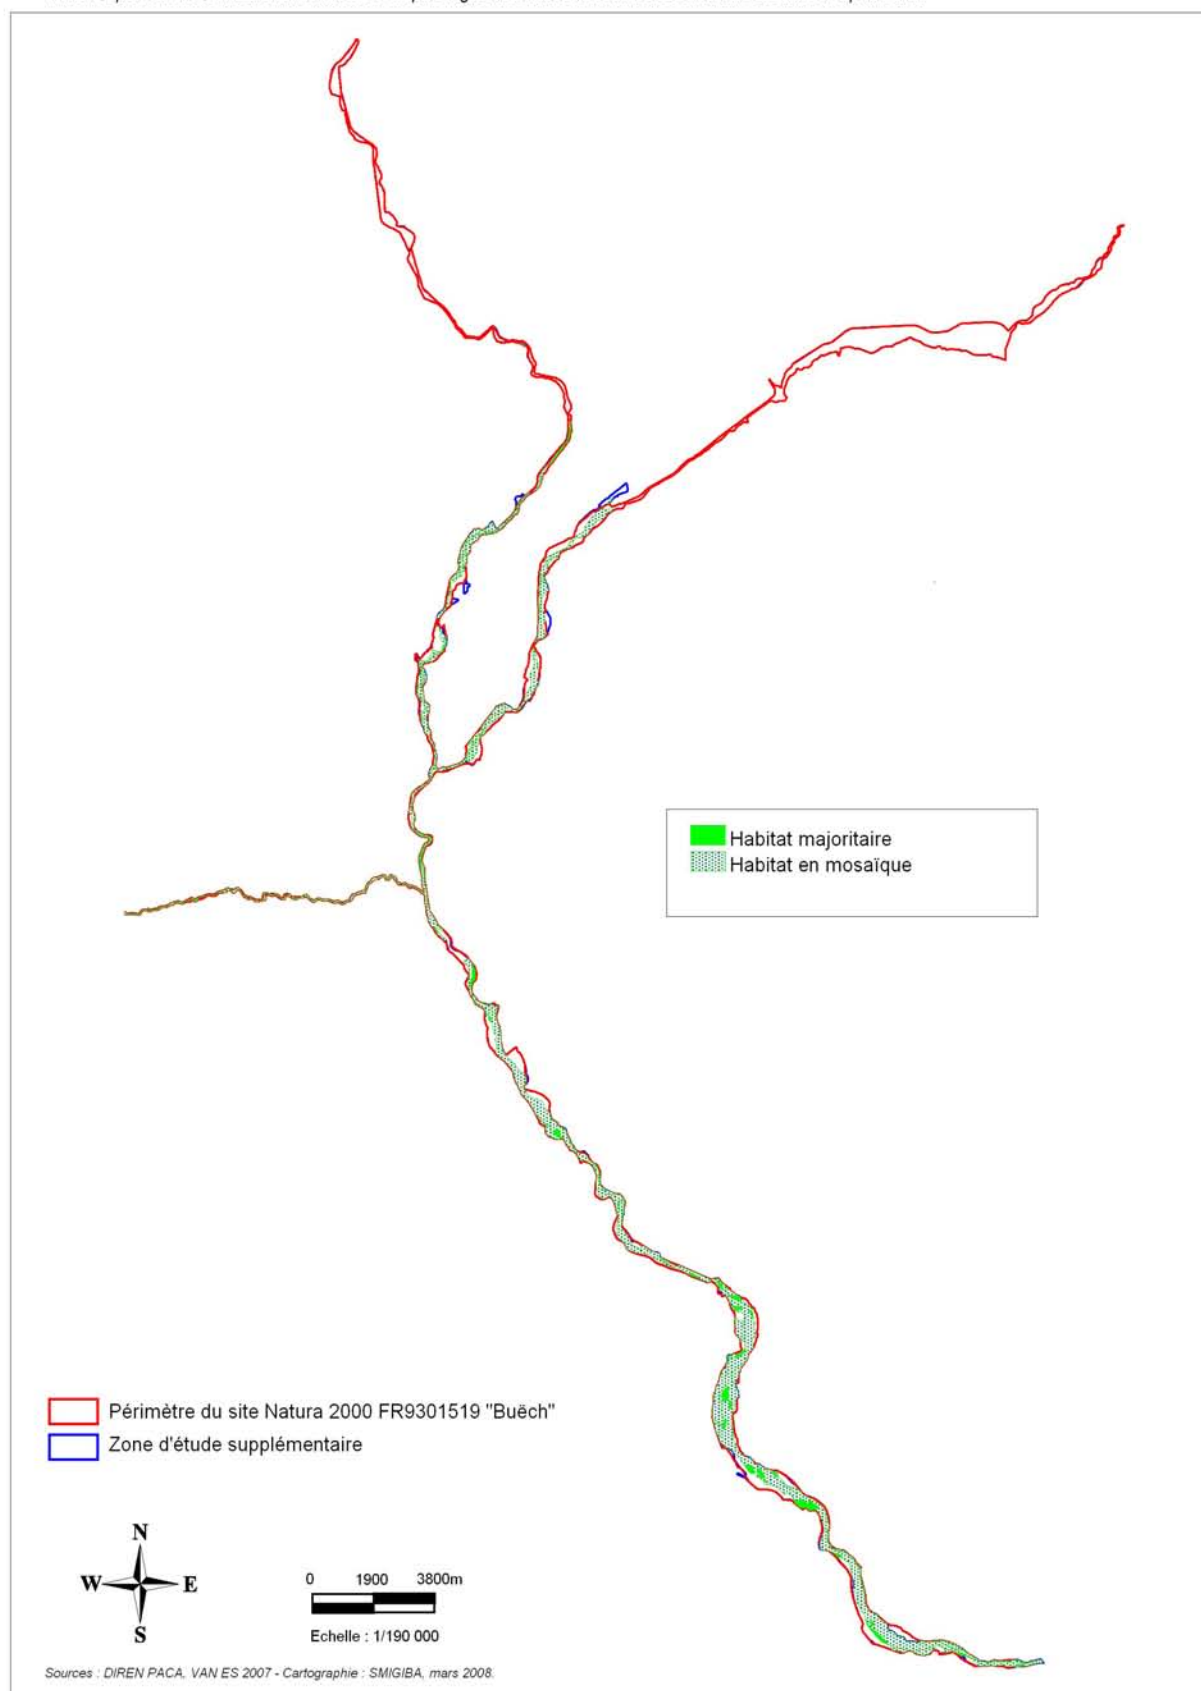 Habitat majoritaire
Habitat en mosaïque
Périmètre du site Natura 2000 FR9301519 "Buëch"
Zone d'étude supplémentaire
N
W E
S
0 1900 3800m
Echelle : 1/190 000
Sources : DIREN PACA, VAN ES 2007 - Cartographie : SMIGIBA, mars 2008.